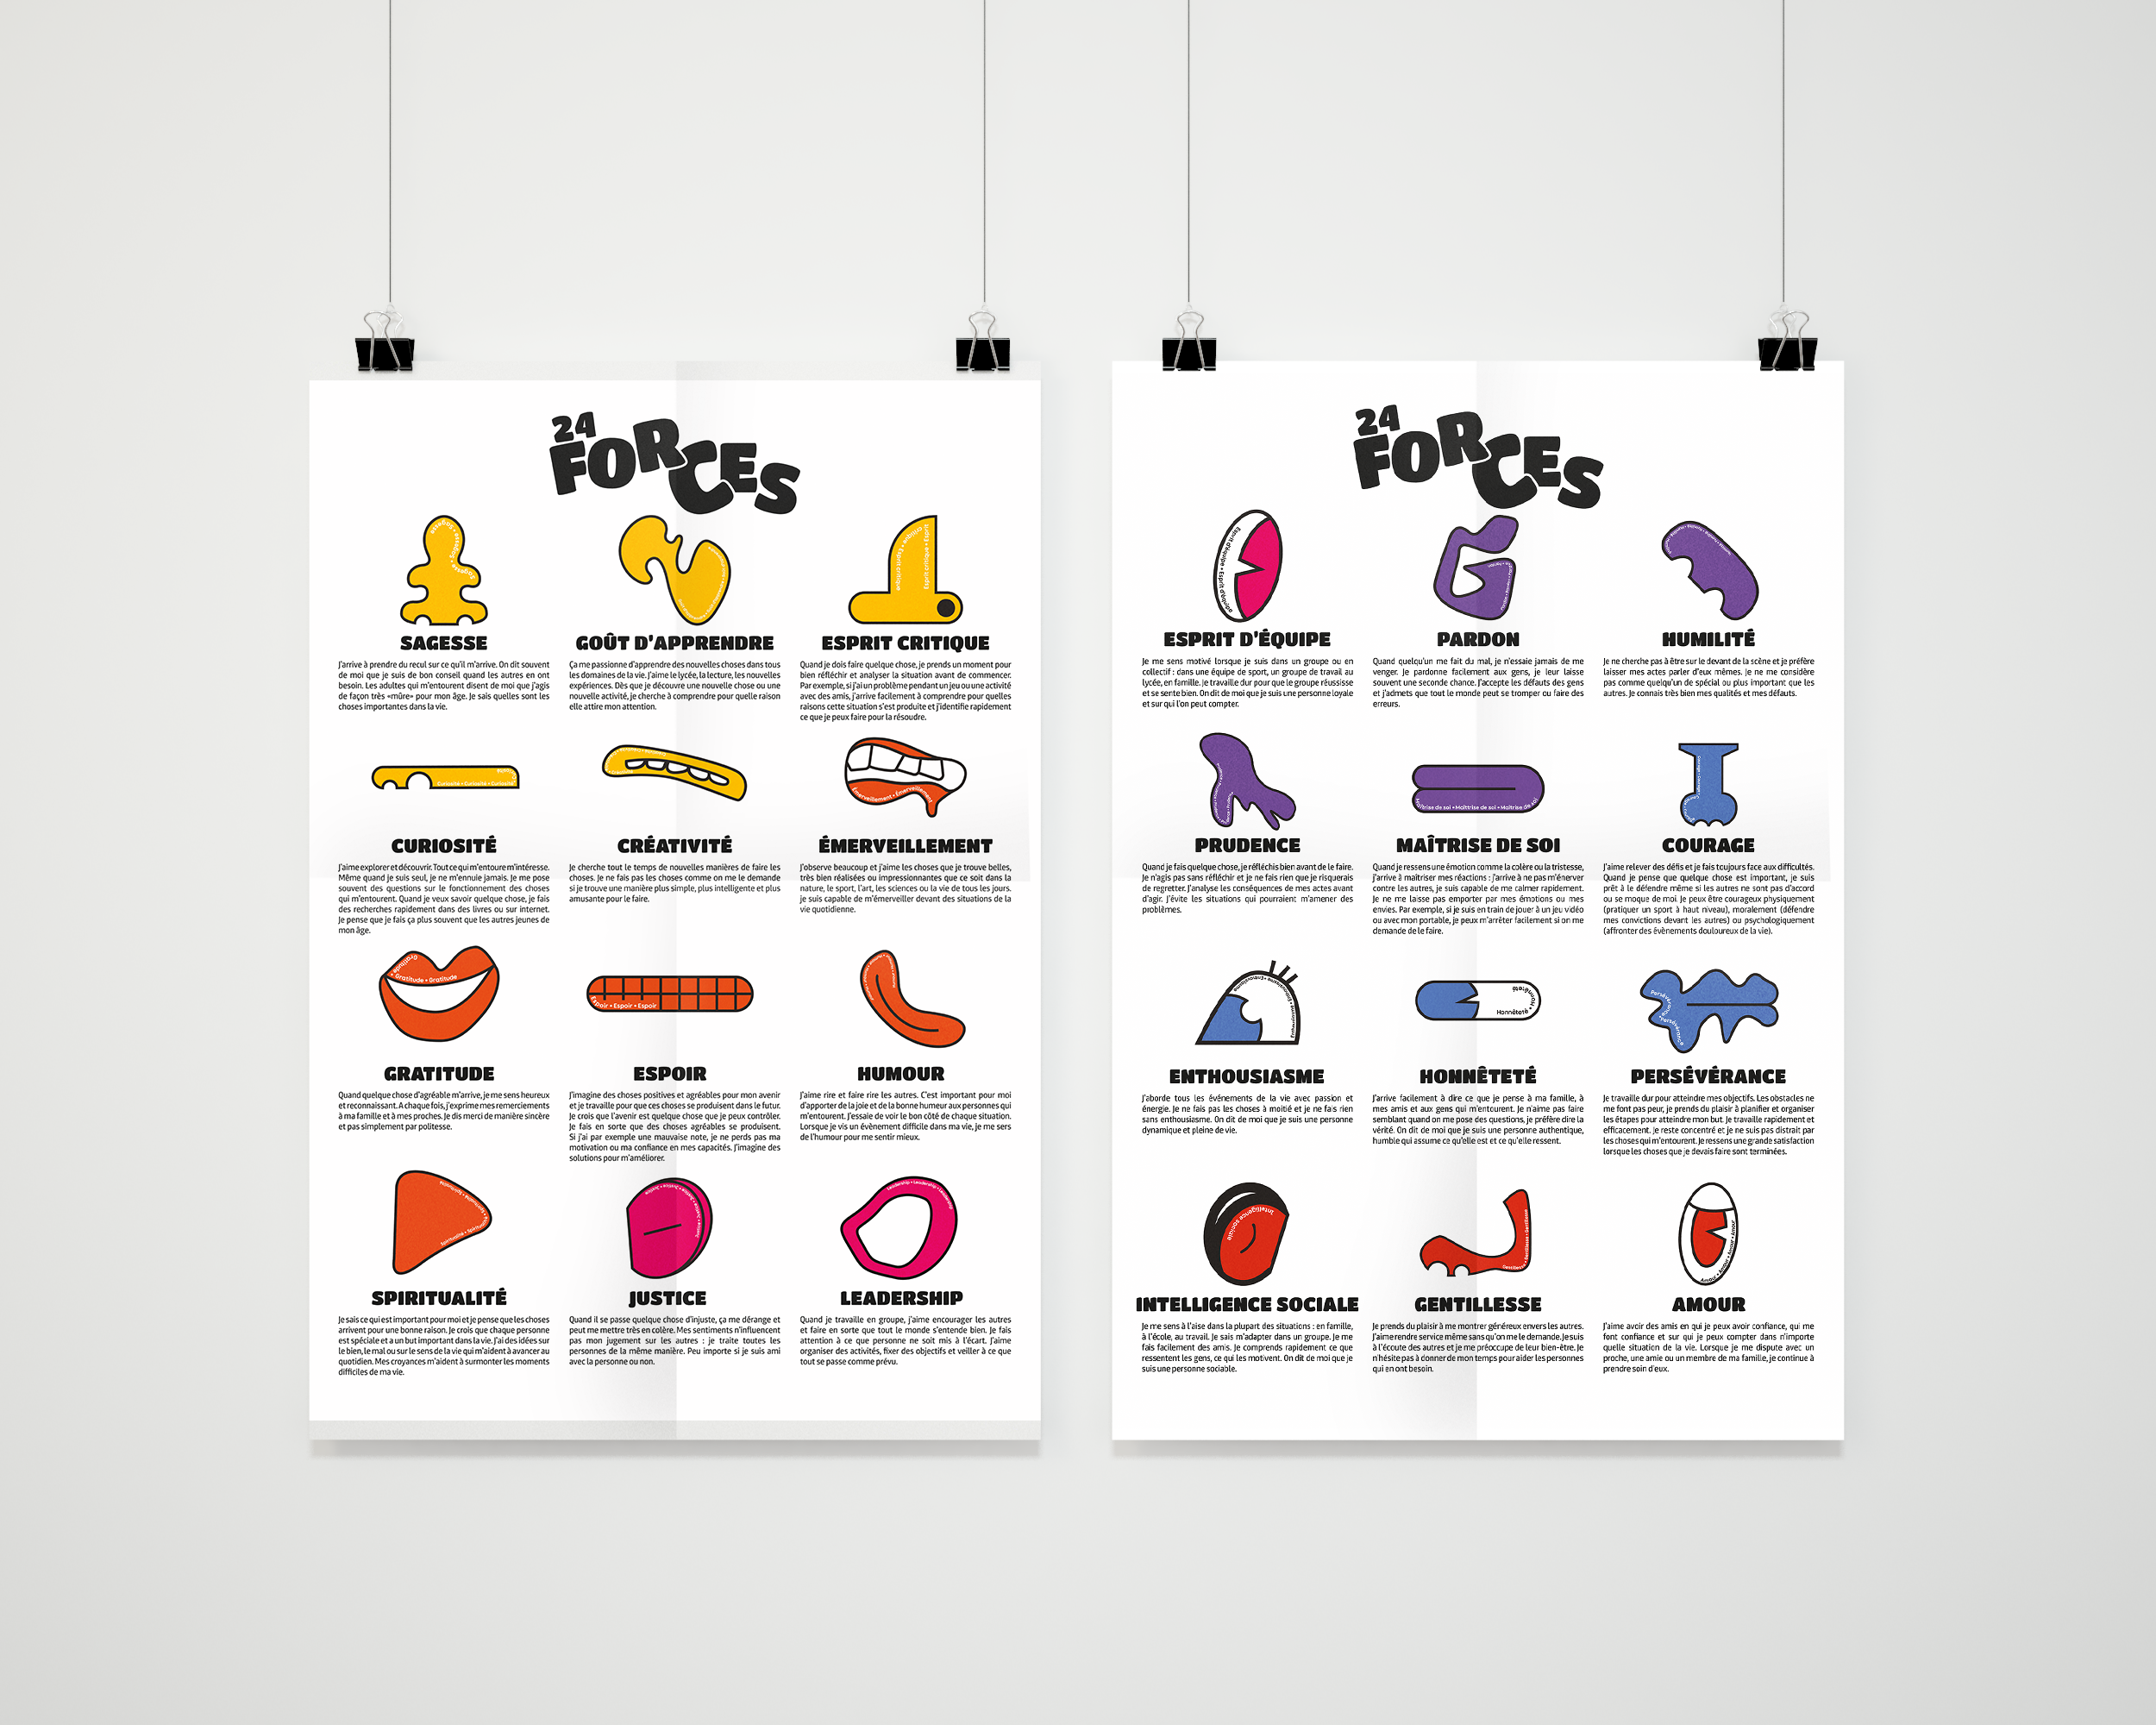 24
FORCES
SAGESSE
J'arrive à prendre du recul sur ce qu'il m'arrive. On dit souvent
de moi que je suis de bon conseil quand les autres en ont
besoin. Les adultes qui m'entourent disent de moi que j'agis
de façon très «mûre» pour mon âge. Je sais quelles sont les
choses importantes dans la vie.
GOÛT D'APPRENDRE
Ça me passionne d'apprendre des nouvelles choses dans tous
les domaines de la vie. J'aime le lycée, la lecture, les nouvelles
expériences. Dès que je découvre une nouvelle chose ou une
nouvelle activité, je cherche à comprendre pour quelle raison
elle attire mon attention.
Esprit critique • Esprit critique
Esprit critique • Esprit
ESPRIT CRITIQUE
Quand je dois faire quelque chose, je prends un moment pour
bien réfléchir et analyser la situation avant de commencer.
Par exemple, si j'ai un problème pendant un jeu ou une activité
avec des amis, j'arrive facilement à comprendre pour quelles
raisons cette situation s'est produite et j'identifie rapidement
ce que je peux faire pour la résoudre.
Curiosité • Curiosité • Curiosité
CURIOSITÉ
J'aime explorer et découvrir. Tout ce qui m'entoure m'intéresse.
Même quand je suis seul, je ne m'ennuie jamais. Je me pose
souvent des questions sur le fonctionnement des choses
qui m'entourent. Quand je veux savoir quelque chose, je fais
des recherches rapidement dans des livres ou sur internet.
Je pense que je fais ça plus souvent que les autres jeunes de
mon âge.
CRÉATIVITÉ
Je cherche tout le temps de nouvelles manières de faire les
choses. Je ne fais pas les choses comme on me le demande
si je trouve une manière plus simple, plus intelligente et plus
amusante pour le faire.
Émerveillement • Émerveillement
ÉMERVEILLEMENT
J'observe beaucoup et j'aime les choses que je trouve belles,
très bien réalisées ou impressionnantes que ce soit dans la
nature, le sport, l'art, les sciences ou la vie de tous les jours.
je suis capable de m'émerveiller devant des situations de la
vie quotidienne.
Gratitude • Gratitude • Gratitude
GRATITUDE
Quand quelque chose d'agréable m'arrive, je me sens heureux
et reconnaissant. A chaque fois, j'exprime mes remerciements
à ma famille et à mes proches. Je dis merci de manière sincère
et pas simplement par politesse.
Espoir • Espoir • Espoir
ESPOIR
J'imagine des choses positives et agréables pour mon avenir
et je travaille pour que ces choses se produisent dans le futur.
Je crois que l'avenir est quelque chose que je peux contrôler.
Je fais en sorte que des choses agréables se produisent.
Si j'ai par exemple une mauvaise note, je ne perds pas ma
motivation ou ma confiance en mes capacités. J'imagine des
solutions pour m'améliorer.
HUMOUR
J'aime rire et faire rire les autres. C'est important pour moi
d'apporter de la joie et de la bonne humeur aux personnes qui
m'entourent. J'essaie de voir le bon côté de chaque situation.
Lorsque je vis un évènement difficile dans ma vie, je me sers
de l'humour pour me sentir mieux.
SPIRITUALITÉ
Je sais ce qui est important pour moi et je pense que les choses
arrivent pour une bonne raison. Je crois que chaque personne
est spéciale et a un but important dans la vie. J'ai des idées sur
le bien, le mal ou sur le sens de la vie qui m'aident à avancer au
quotidien. Mes croyances m'aident à surmonter les moments
difficiles de ma vie.
JUSTICE
Quand il se passe quelque chose d'injuste, ça me dérange et
peut me mettre très en colère. Mes sentiments n'influencent
pas mon jugement sur les autres : je traite toutes les
personnes de la même manière. Peu importe si je suis ami
avec la personne ou non.
Leadership • Leadership • Leadership
LEADERSHIP
Quand je travaille en groupe, j'aime encourager les autres
et faire en sorte que tout le monde s'entende bien. Je fais
attention à ce que personne ne soit mis à l'écart. J'aime
organiser des activités, fixer des objectifs et veiller à ce que
tout se passe comme prévu.
24
FORCES
Esprit d'équipe • Esprit d'équipe
ESPRIT D'ÉQUIPE
Je me sens motivé lorsque je suis dans un groupe ou en
collectif : dans une équipe de sport, un groupe de travail au
lycée, en famille. Je travaille dur pour que le groupe réussisse
et se sente bien. On dit de moi que je suis une personne loyale
et sur qui l'on peut compter.
PARDON
Quand quelqu'un me fait du mal, je n'essaie jamais de me
venger. Je pardonne facilement aux gens, je leur laisse
souvent une seconde chance. J'accepte les défauts des gens
et j'admets que tout le monde peut se tromper ou faire des
erreurs.
HUMILITÉ
Je ne cherche pas à être sur le devant de la scène et je préfère
laisser mes actes parler d'eux mêmes. Je ne me considère
pas comme quelqu'un de spécial ou plus important que les
autres. Je connais très bien mes qualités et mes défauts.
PRUDENCE
Quand je fais quelque chose, je réfléchis bien avant de le faire.
Je n'agis pas sans réfléchir et je ne fais rien que je risquerais
de regretter. J'analyse les conséquences de mes actes avant
d'agir. J'évite les situations qui pourraient m'amener des
problèmes.
Maîtrise de soi • Maîtrise de soi • Maîtrise de soi
MAÎTRISE DE SOI
Quand je ressens une émotion comme la colère ou la tristesse,
j'arrive à maîtriser mes réactions : j'arrive à ne pas m'énerver
contre les autres, je suis capable de me calmer rapidement.
Je ne me laisse pas emporter par mes émotions ou mes
envies. Par exemple, si je suis en train de jouer à un jeu vidéo
ou avec mon portable, je peux m'arrêter facilement si on me
demande de le faire.
COURAGE
J'aime relever des défis et je fais toujours face aux difficultés.
Quand je pense que quelque chose est important, je suis
prêt à le défendre même si les autres ne sont pas d'accord
ou se moque de moi. Je peux être courageux physiquement
(pratiquer un sport à haut niveau), moralement (défendre
mes convictions devant les autres) ou psychologiquement
(affronter des évènements douloureux de la vie).
ENTHOUSIASME
J'aborde tous les événements de la vie avec passion et
énergie. Je ne fais pas les choses à moitié et je ne fais rien
sans enthousiasme. On dit de moi que je suis une personne
dynamique et pleine de vie.
Honnêteté • Honnêteté
HONNÊTETÉ
J'arrive facilement à dire ce que je pense à ma famille, à
mes amis et aux gens qui m'entourent. Je n'aime pas faire
semblant quand on me pose des questions, je préfère dire la
vérité. On dit de moi que je suis une personne authentique,
humble qui assume ce qu'elle est et ce qu'elle ressent.
PERSÉVÉRANCE
Je travaille dur pour atteindre mes objectifs. Les obstacles ne
me font pas peur, je prends du plaisir à planifier et organiser
les étapes pour atteindre mon but. Je travaille rapidement et
efficacement. Je reste concentré et je ne suis pas distrait par
les choses qui m'entourent. Je ressens une grande satisfaction
lorsque les choses que je devais faire sont terminées.
Intelligence sociale
INTELLIGENCE SOCIALE
Je me sens à l'aise dans la plupart des situations : en famille,
à l'école, au travail. Je sais m'adapter dans un groupe. Je me
fais facilement des amis. Je comprends rapidement ce que
ressentent les gens, ce qui les motivent. On dit de moi que je
suis une personne sociable.
GENTILLESSE
Je prends du plaisir à me montrer généreux envers les autres.
J'aime rendre service même sans qu'on me le demande. Je suis
à l'écoute des autres et je me préoccupe de leur bien-être. Je
n'hésite pas à donner de mon temps pour aider les personnes
qui en ont besoin.
Amour • Amour • Amour • Amour
AMOUR
J'aime avoir des amis en qui je peux avoir confiance, qui me
font confiance et sur qui je peux compter dans n'importe
quelle situation de la vie. Lorsque je me dispute avec un
proche, une amie ou un membre de ma famille, je continue à
prendre soin d'eux.